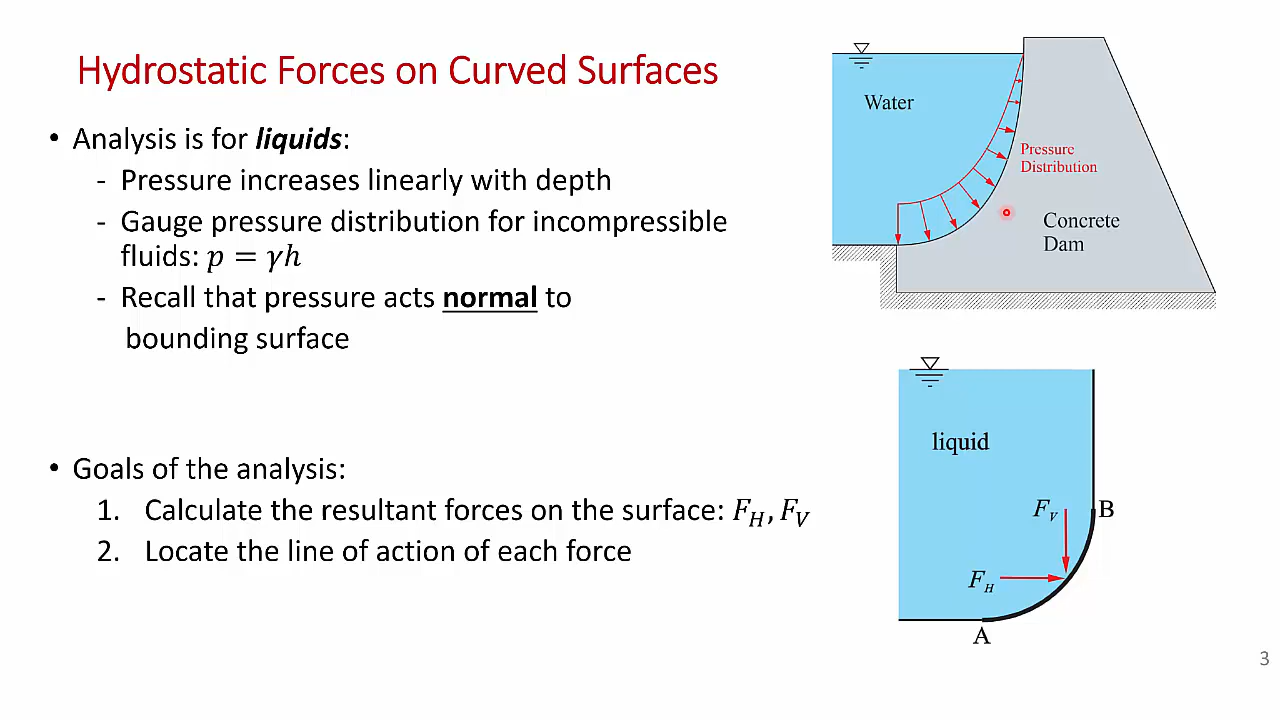 Hydrostatic Forces on Curved Surfaces
• Analysis is for liquids:
- Pressure increases linearly with depth
- Gauge pressure distribution for incompressible
fluids: p = γh
- Recall that pressure acts normal to
bounding surface
• Goals of the analysis:
1. Calculate the resultant forces on the surface: F_H, F_V
2. Locate the line of action of each force
Water
Pressure
Distribution
Concrete
Dam
liquid
F_V
B
F_H
A
3